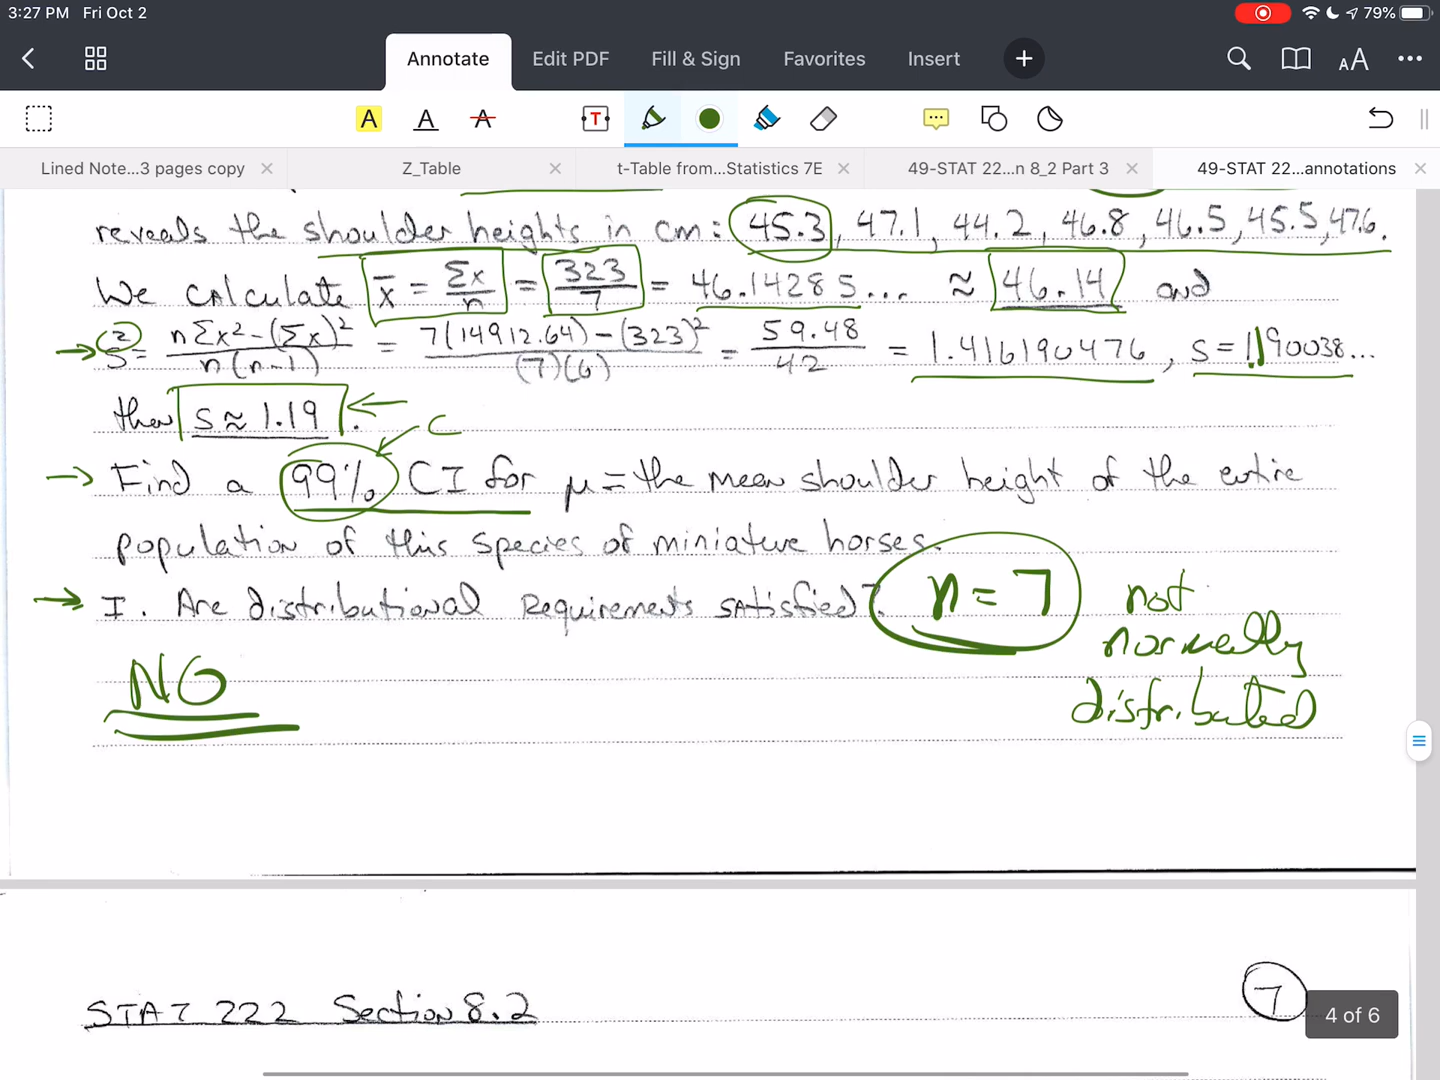 3:27 PM Fri Oct 2
79%
Annotate Edit PDF Fill & Sign Favorites Insert
A A A T AA
Lined Note...3 pages copy Z_Table t-Table from...Statistics 7E 49-STAT 22...n 8_2 Part 3 49-STAT 22...annotations
reveals the shoulder heights in cm: 45.3, 47.1, 44.2, 46.8, 46.5, 45.5, 47.6.
We calculate x̄ = Σx/n = 323/7 = 46.14285... ≈ 46.14 and
s² = (nΣx² - (Σx)²)/(n(n-1)) = (7(14912.64) - (323)²)/((7)(6)) = 59.48/42 = 1.416190476, s = 1.190038...
then s ≈ 1.19.
C
Find a 99% CI for μ = the mean shoulder height of the entire
population of this species of miniature horses.
I. Are distributional requirements satisfied? n = 7 not
normally
NO
distributed
STAT 222 Section 8.2
7
4 of 6